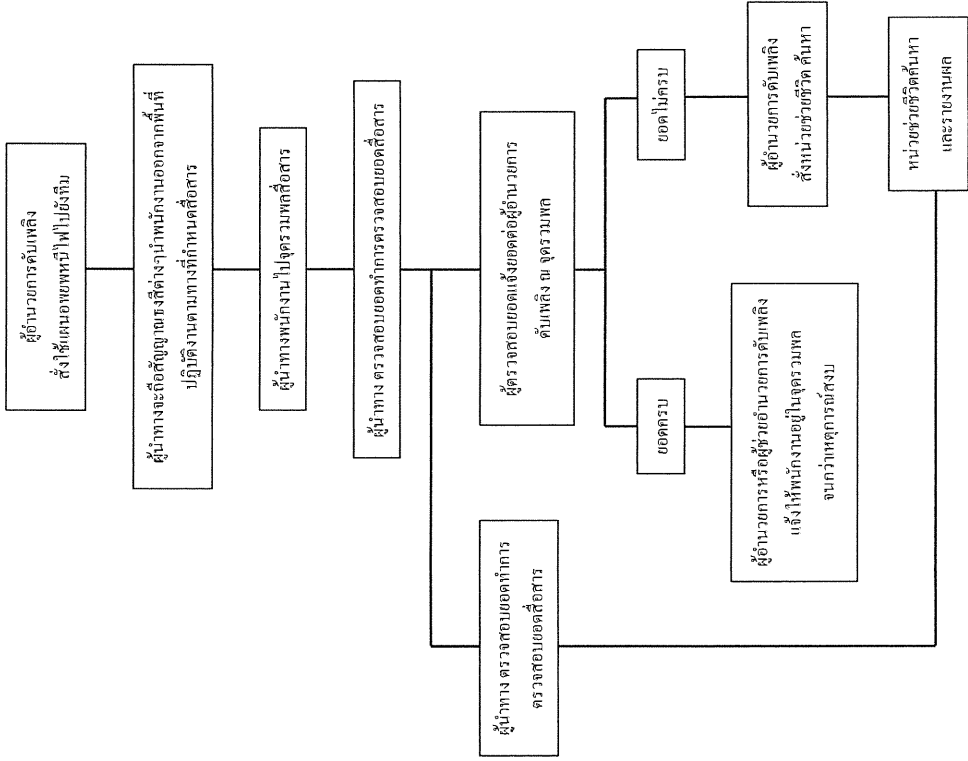 ผู้อำนวยการดับเพลิง
สั่งใช้แผนอพยพหนีไฟไปยังทีม
ผู้นำทางจะถือสัญญาณธงสีต่างๆนำพนักงานออกจากพื้นที่
ปฏิบัติงานตามทางที่กำหนดสื่อสาร
ผู้นำทางพนักงานไปจุดรวมพลสื่อสาร
ผู้นำทาง ตรวจสอบยอดทำการตรวจสอบยอดสื่อสาร
ผู้ตรวจสอบยอดแจ้งยอดต่อผู้อำนวยการ
ดับเพลิง ณ จุดรวมพล
ผู้นำทาง ตรวจสอบยอดทำการ
ตรวจสอบยอดสื่อสาร
ยอดครบ
ยอดไม่ครบ
ผู้อำนวยการหรือผู้ช่วยอำนวยการดับเพลิง
แจ้งให้พนักงานอยู่ในจุดรวมพล
จนกว่าเหตุการณ์สงบ
ผู้อำนวยการดับเพลิง
สั่งหน่วยช่วยชีวิต ค้นหา
หน่วยช่วยชีวิตค้นหา
และรายงานผล